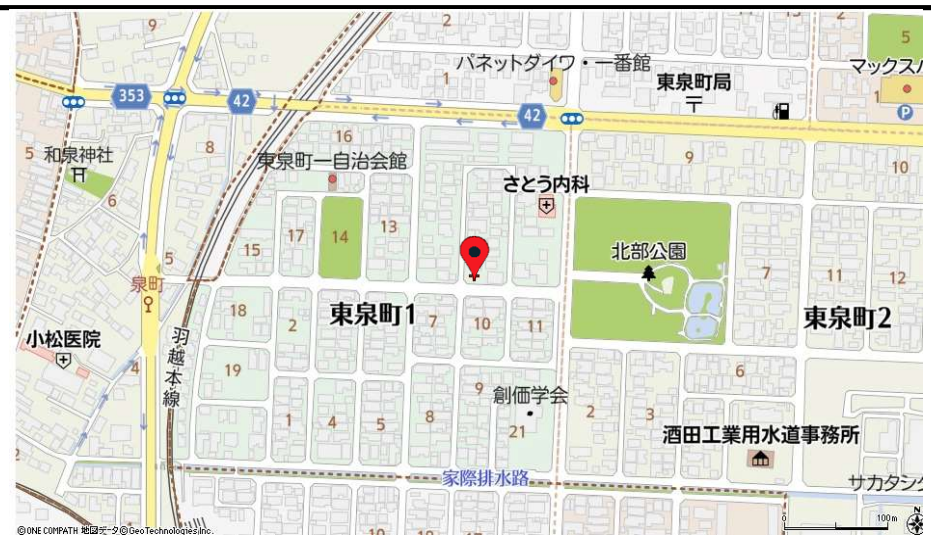 9
2
2
5
353
42
1
パネットダイワ・一番館
東泉町局
〒
マックスバ
P
42
5
和泉神社
6
8
16
東泉町一自治会館
さとう内科
9
10
15
17
14
13
北部公園
7
11
12
5
泉町
小松医院
4
羽越本線
18
2
東泉町1
7
10
11
東泉町2
19
1
4
5
8
9
創価学会
21
2
3
6
酒田工業用水道事務所
家際排水路
サカタシ
2
10
12
17
©ONE COMPATH 地図データ©GeoTechnologies,Inc.
0
100m
N